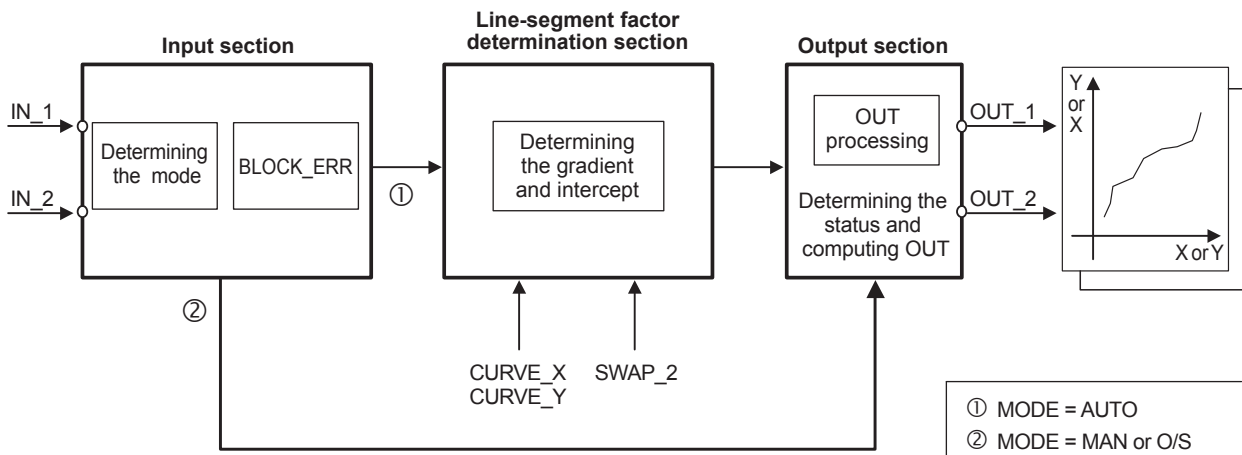 Line-segment factor
determination section
Input section
Output section
IN_1
IN_2
Determining
the mode
BLOCK_ERR
①
Determining
the gradient
and intercept
OUT
processing
Determining the
status and
computing OUT
OUT_1
OUT_2
Y
or
X
X or Y
②
CURVE_X
CURVE_Y
SWAP_2
① MODE = AUTO
② MODE = MAN or O/S